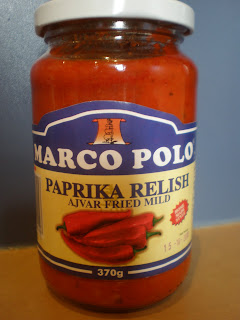 MARCO POLO
PAPRIKA RELISH
AJVAR FRIED MILD
370g